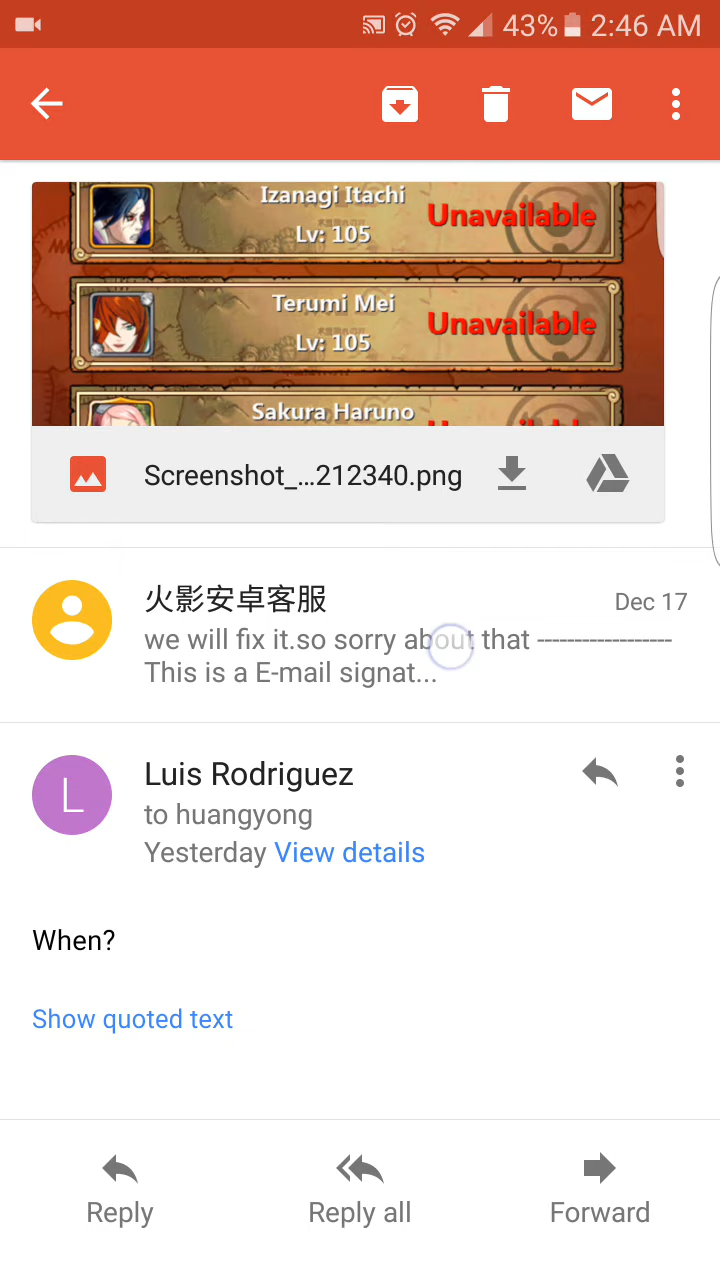 43% 2:46 AM
Izanagi Itachi
Lv: 105
Unavailable
Terumi Mei
Lv: 105
Unavailable
Sakura Haruno
Screenshot_...212340.png
火影安卓客服
Dec 17
we will fix it.so sorry about that ------------------
This is a E-mail signat...
L
Luis Rodriguez
to huangyong
Yesterday View details
When?
Show quoted text
Reply
Reply all
Forward